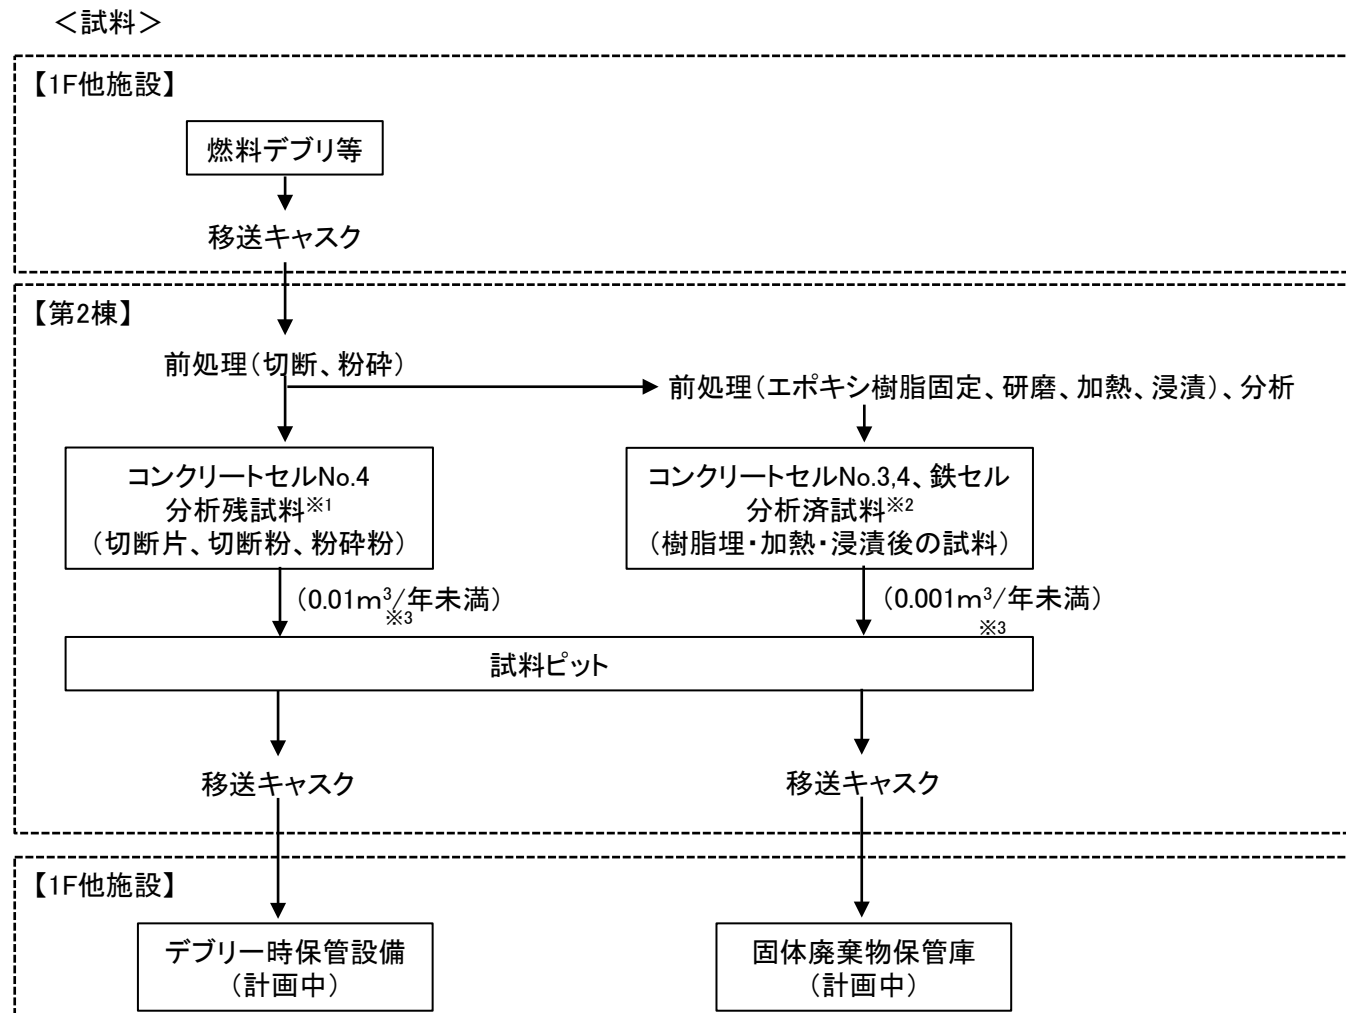 ＜試料＞
【1F他施設】
燃料デブリ等
移送キャスク
【第2棟】
前処理（切断、粉砕）
前処理（エポキシ樹脂固定、研磨、加熱、浸漬）、分析
コンクリートセルNo.4
分析残試料※1
（切断片、切断粉、粉砕粉）
コンクリートセルNo.3,4、鉄セル
分析済試料※2
（樹脂埋・加熱・浸漬後の試料）
（0.01m3/年未満）
※3
（0.001m3/年未満）
※3
試料ピット
移送キャスク
移送キャスク
【1F他施設】
デブリ一時保管設備
（計画中）
固体廃棄物保管庫
（計画中）